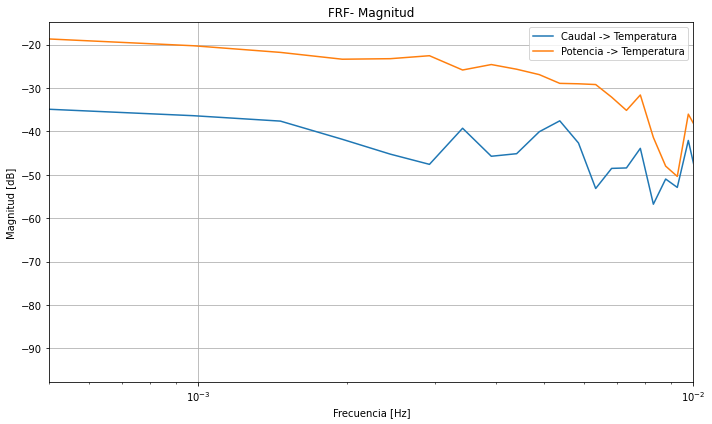 FRF- Magnitud
Caudal -> Temperatura
Potencia -> Temperatura
Magnitud [dB]
−20
−30
−40
−50
−60
−70
−80
−90
10⁻³
10⁻²
Frecuencia [Hz]